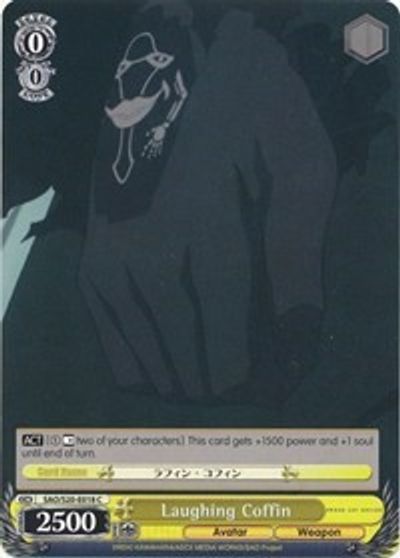 0
0
ACT [① two of your characters] This card gets +1500 power and +1 soul
until end of turn.
Card Name ラフィン・コフィン
SAO/S20-E018 C
2500
Laughing Coffin
Avatar Weapon